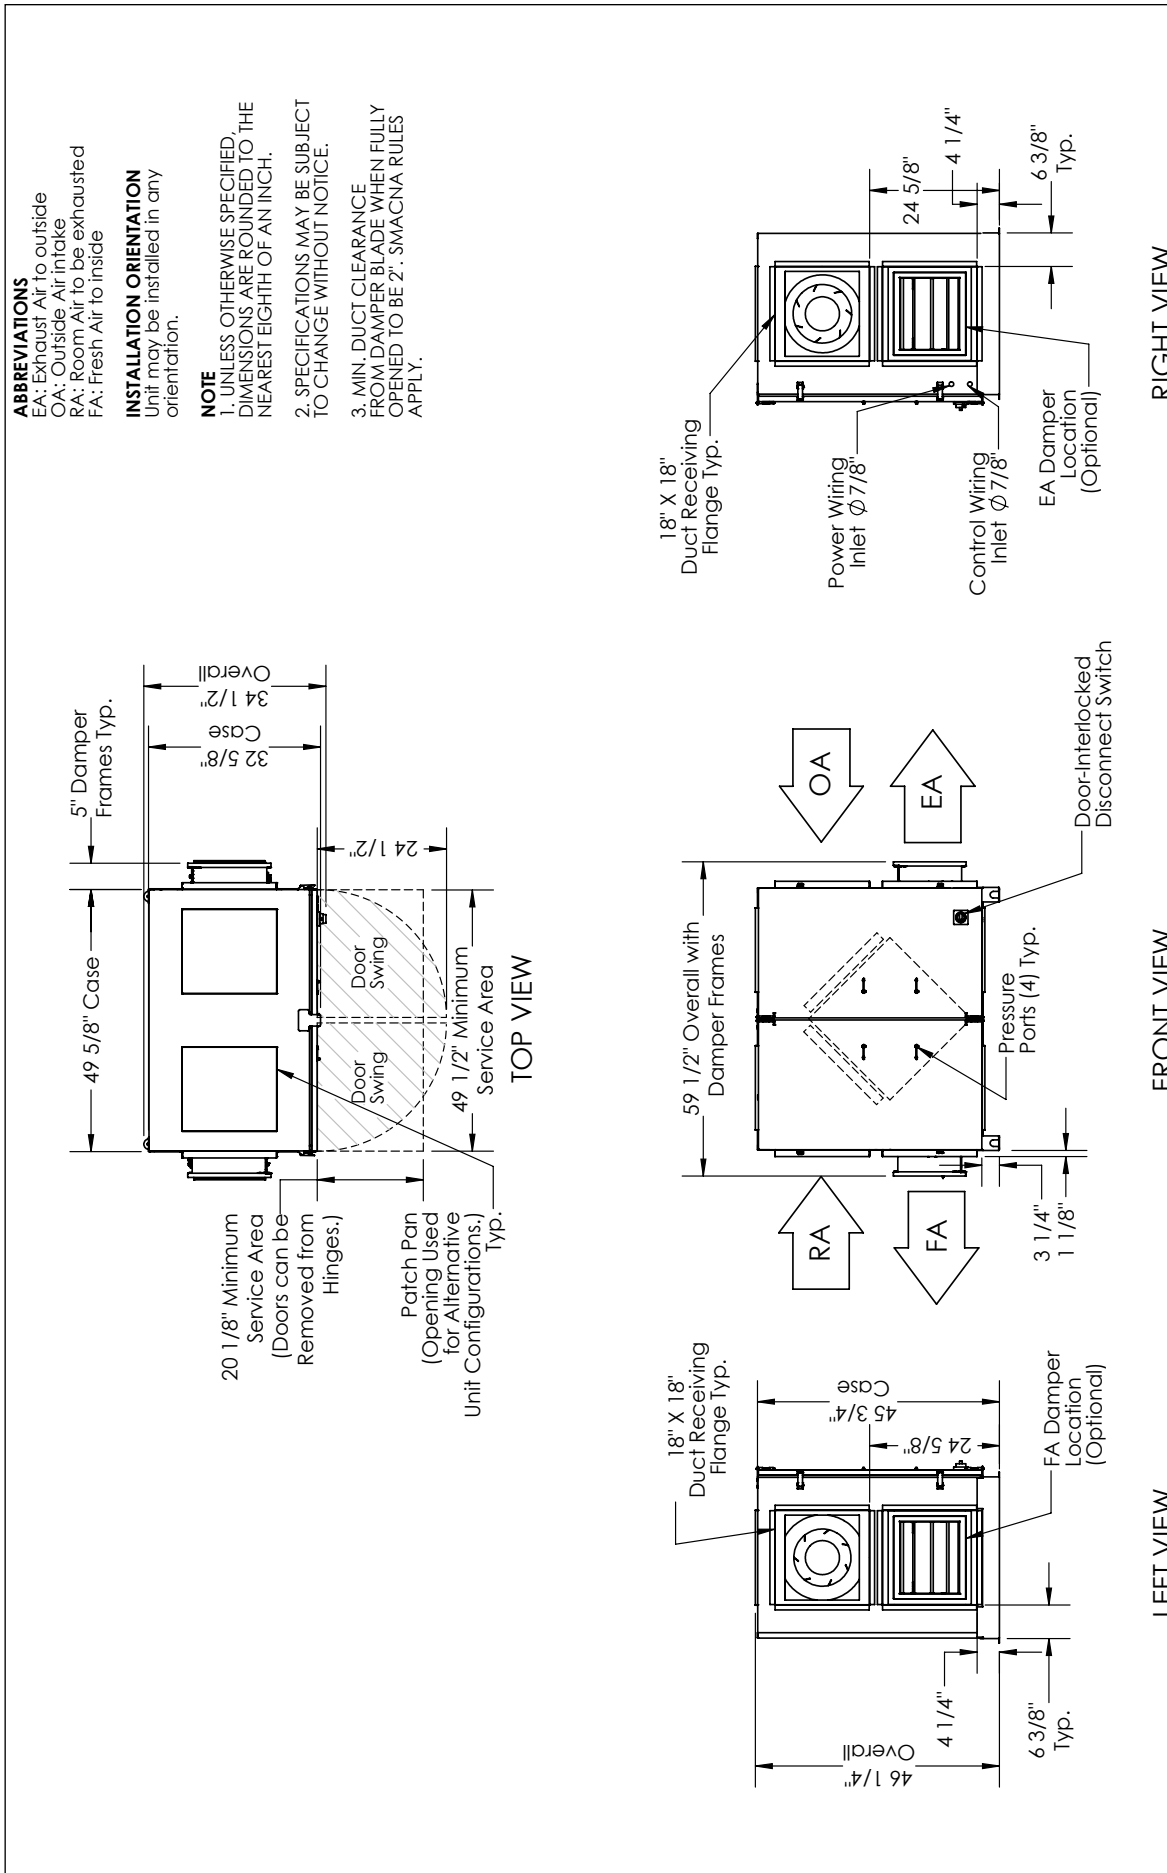 ABBREVIATIONS
EA: Exhaust Air to outside
OA: Outside Air intake
RA: Room Air to be exhausted
FA: Fresh Air to inside
INSTALLATION ORIENTATION
Unit may be installed in any
orientation.
NOTE
1. UNLESS OTHERWISE SPECIFIED,
DIMENSIONS ARE ROUNDED TO THE
NEAREST EIGHTH OF AN INCH.
2. SPECIFICATIONS MAY BE SUBJECT
TO CHANGE WITHOUT NOTICE.
3. MIN. DUCT CLEARANCE
FROM DAMPER BLADE WHEN FULLY
OPENED TO BE 2". SMACNA RULES
APPLY.
49 5/8" Case
5" Damper
Frames Typ.
32 5/8"
Case
34 1/2"
Overall
24 1/2"
Door
Swing
Door
Swing
20 1/8" Minimum
Service Area
(Doors can be
Removed from
Hinges.)
49 1/2" Minimum
Service Area
Patch Pan
(Opening Used
for Alternative
Unit Configurations.)
Typ.
TOP VIEW
18" X 18"
Duct Receiving
Flange Typ.
46 1/4"
Overall
45 3/4"
Case
24 5/8"
4 1/4"
6 3/8"
Typ.
FA Damper
Location
(Optional)
LEFT VIEW
59 1/2" Overall with
Damper Frames
RA
FA
OA
EA
3 1/4"
1 1/8"
Pressure
Ports (4) Typ.
Door-Interlocked
Disconnect Switch
FRONT VIEW
18" X 18"
Duct Receiving
Flange Typ.
Power Wiring
Inlet Ø 7/8"
Control Wiring
Inlet Ø 7/8"
EA Damper
Location
(Optional)
24 5/8"
4 1/4"
6 3/8"
Typ.
RIGHT VIEW